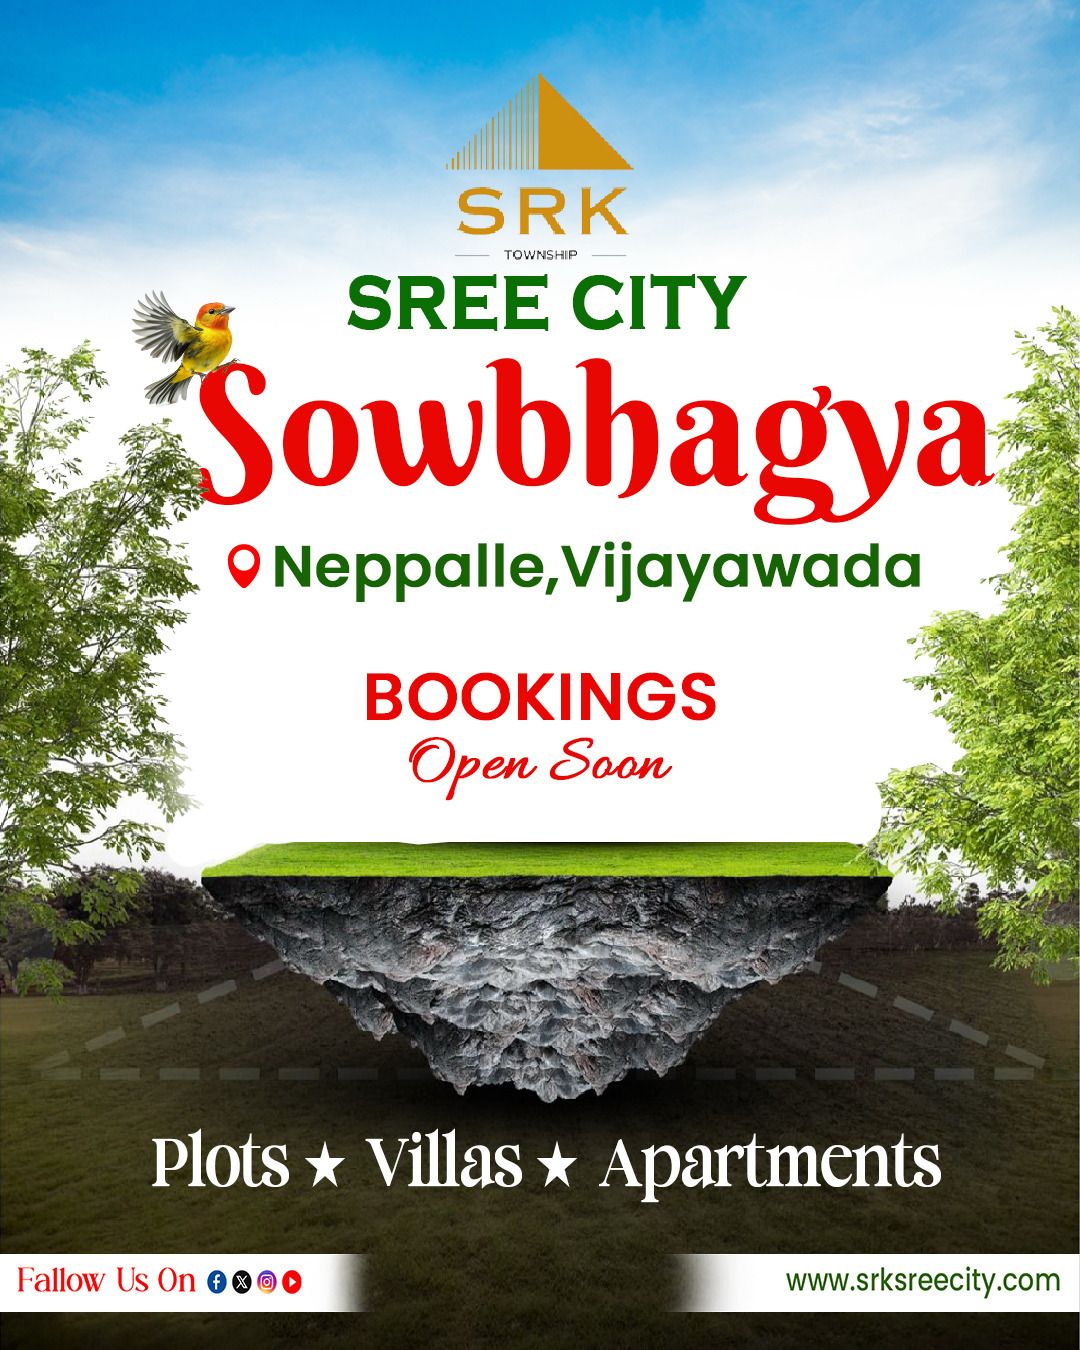 SRK
TOWNSHIP
SREE CITY
Sowbhagya
Neppalle,Vijayawada
BOOKINGS
Open Soon
Plots ★ Villas ★ Apartments
Fallow Us On
www.srksreecity.com